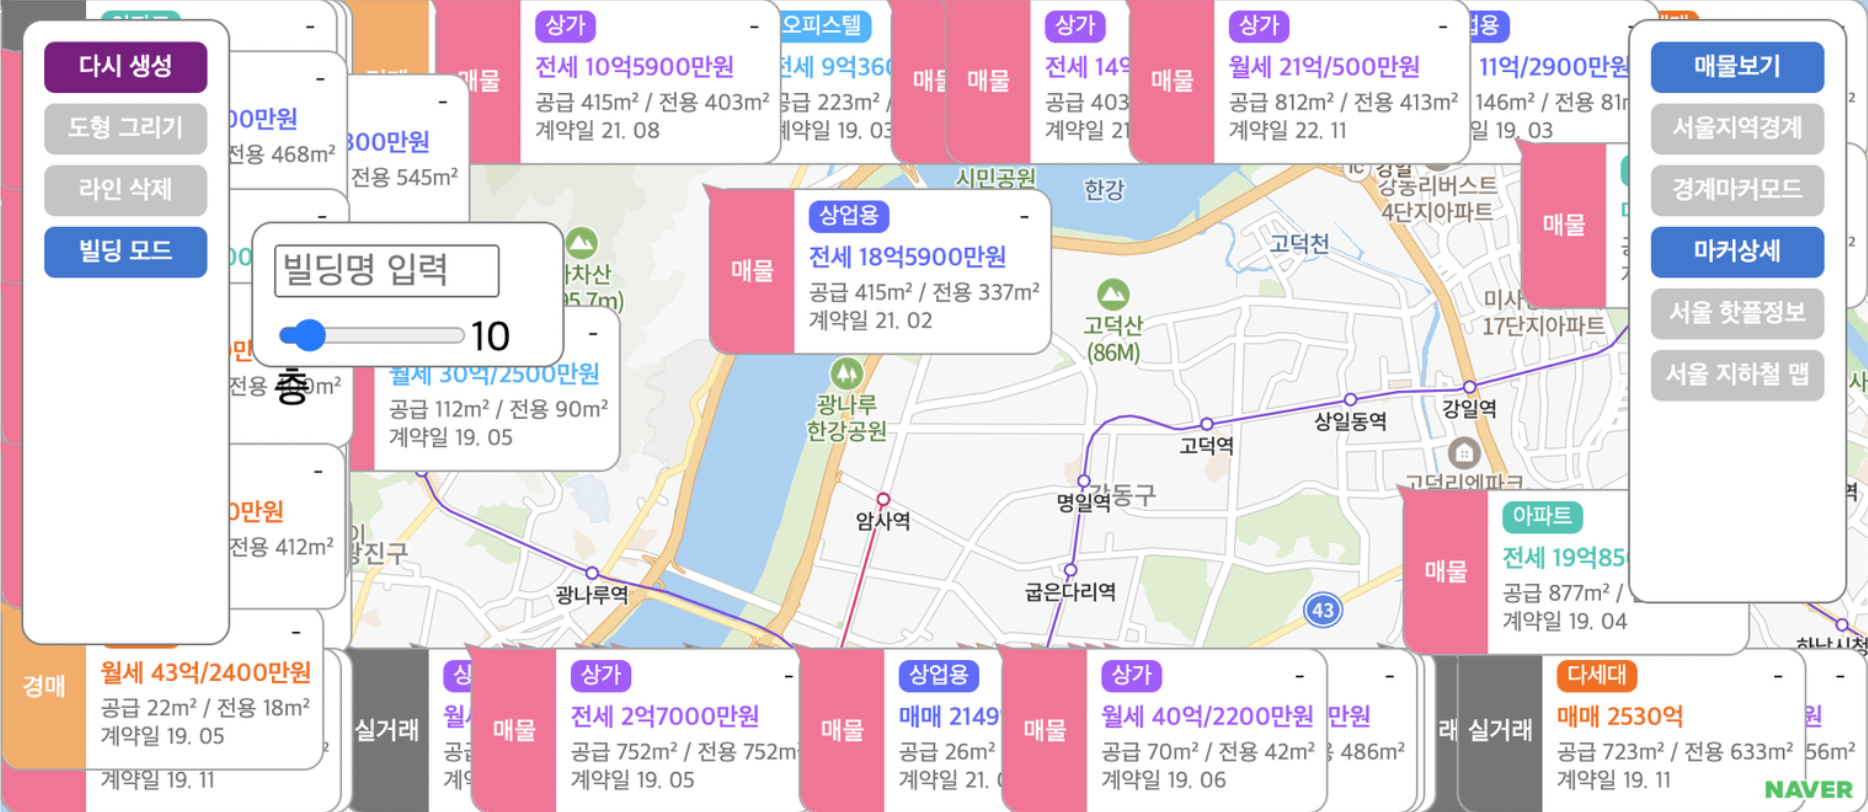 다시 생성
도형 그리기
라인 삭제
빌딩 모드
빌딩명 입력
10
층
매물보기
서울지역경계
경계마커모드
마커상세
서울 핫플정보
서울 지하철 맵
매물
상가
-
전세 10억5900만원
공급 415m² / 전용 403m²
계약일 21. 08
오피스텔
전세 9억360
공급 223m² /
계약일 19. 03
매물
매물
상가
전세 14억
공급 403
계약일 21
매물
상가
-
월세 21억/500만원
공급 812m² / 전용 413m²
계약일 22. 11
11억/2900만원
146m² / 전용 81
19. 03
-
00만원
전용 468m²
-
800만원
전용 545m²
-
매물
상업용
-
전세 18억5900만원
공급 415m² / 전용 337m²
계약일 21. 02
매물
-
월세 30억/2500만원
공급 112m² / 전용 90m²
계약일 19. 05
-
0만원
전용 412m²
매물
아파트
전세 19억85
공급 877m² /
계약일 19. 04
경매
-
월세 43억/2400만원
공급 22m² / 전용 18m²
계약일 19. 05
계약일 19. 11
실거래
매물
상가
-
전세 2억7000만원
공급 752m² / 전용 752m
계약일 19. 05
매물
상업용
매매 2149
공급 26m²
계약일 21.
매물
상가
-
월세 40억/2200만원
공급 70m² / 전용 42m²
계약일 19. 06
-
만원
486m²
실거래
다세대
-
매매 2530억
공급 723m² / 전용 633m²
계약일 19. 11
-
원
56m²
시민공원
한강
강일
강동리버스트
4단지아파트
고덕천
고덕산
(86M)
미사
17단지아파트
광나루
한강공원
강일역
상일동역
고덕역
고덕리엔파크
명일역
강동구
암사역
굽은다리역
광진구
광나루역
43
하남시청
NAVER